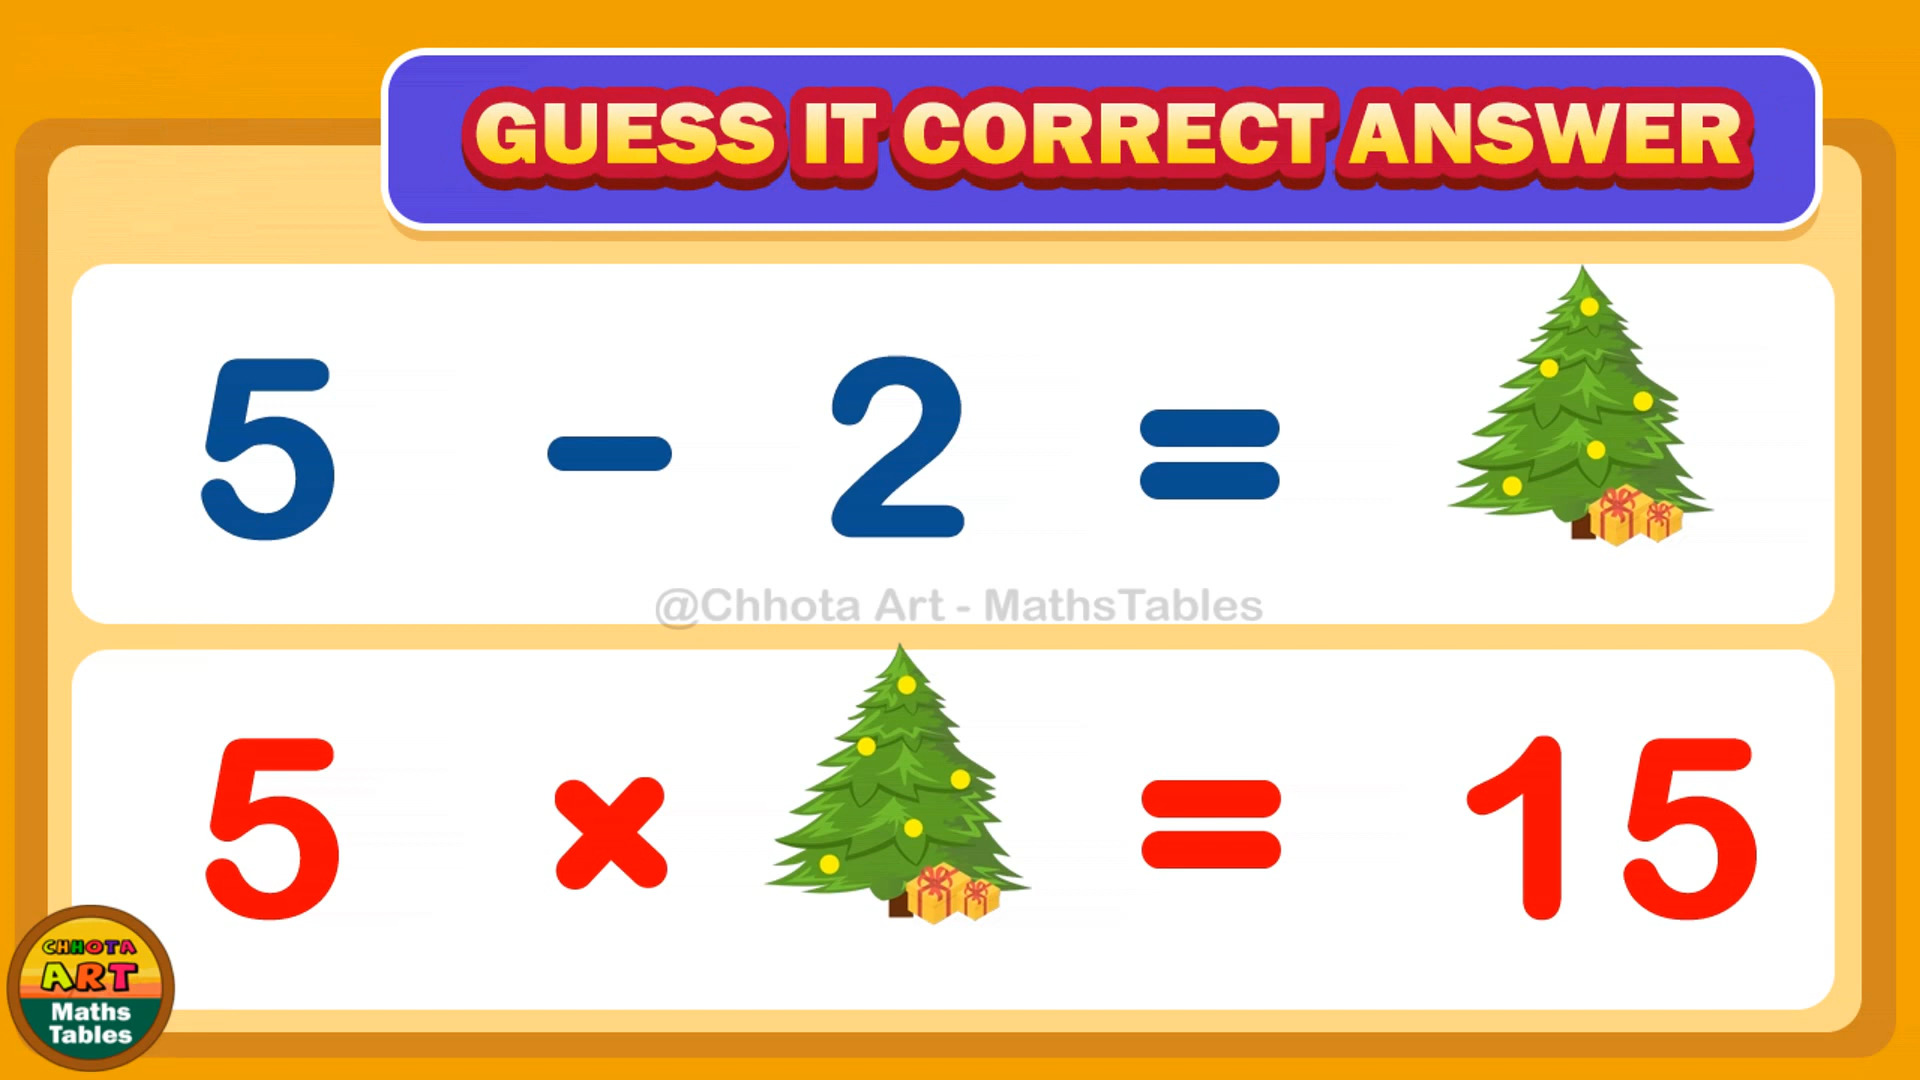 GUESS IT CORRECT ANSWER
5 - 2 =
@Chhota Art - MathsTables
5 × = 15
CHHOTA
ART
Maths
Tables